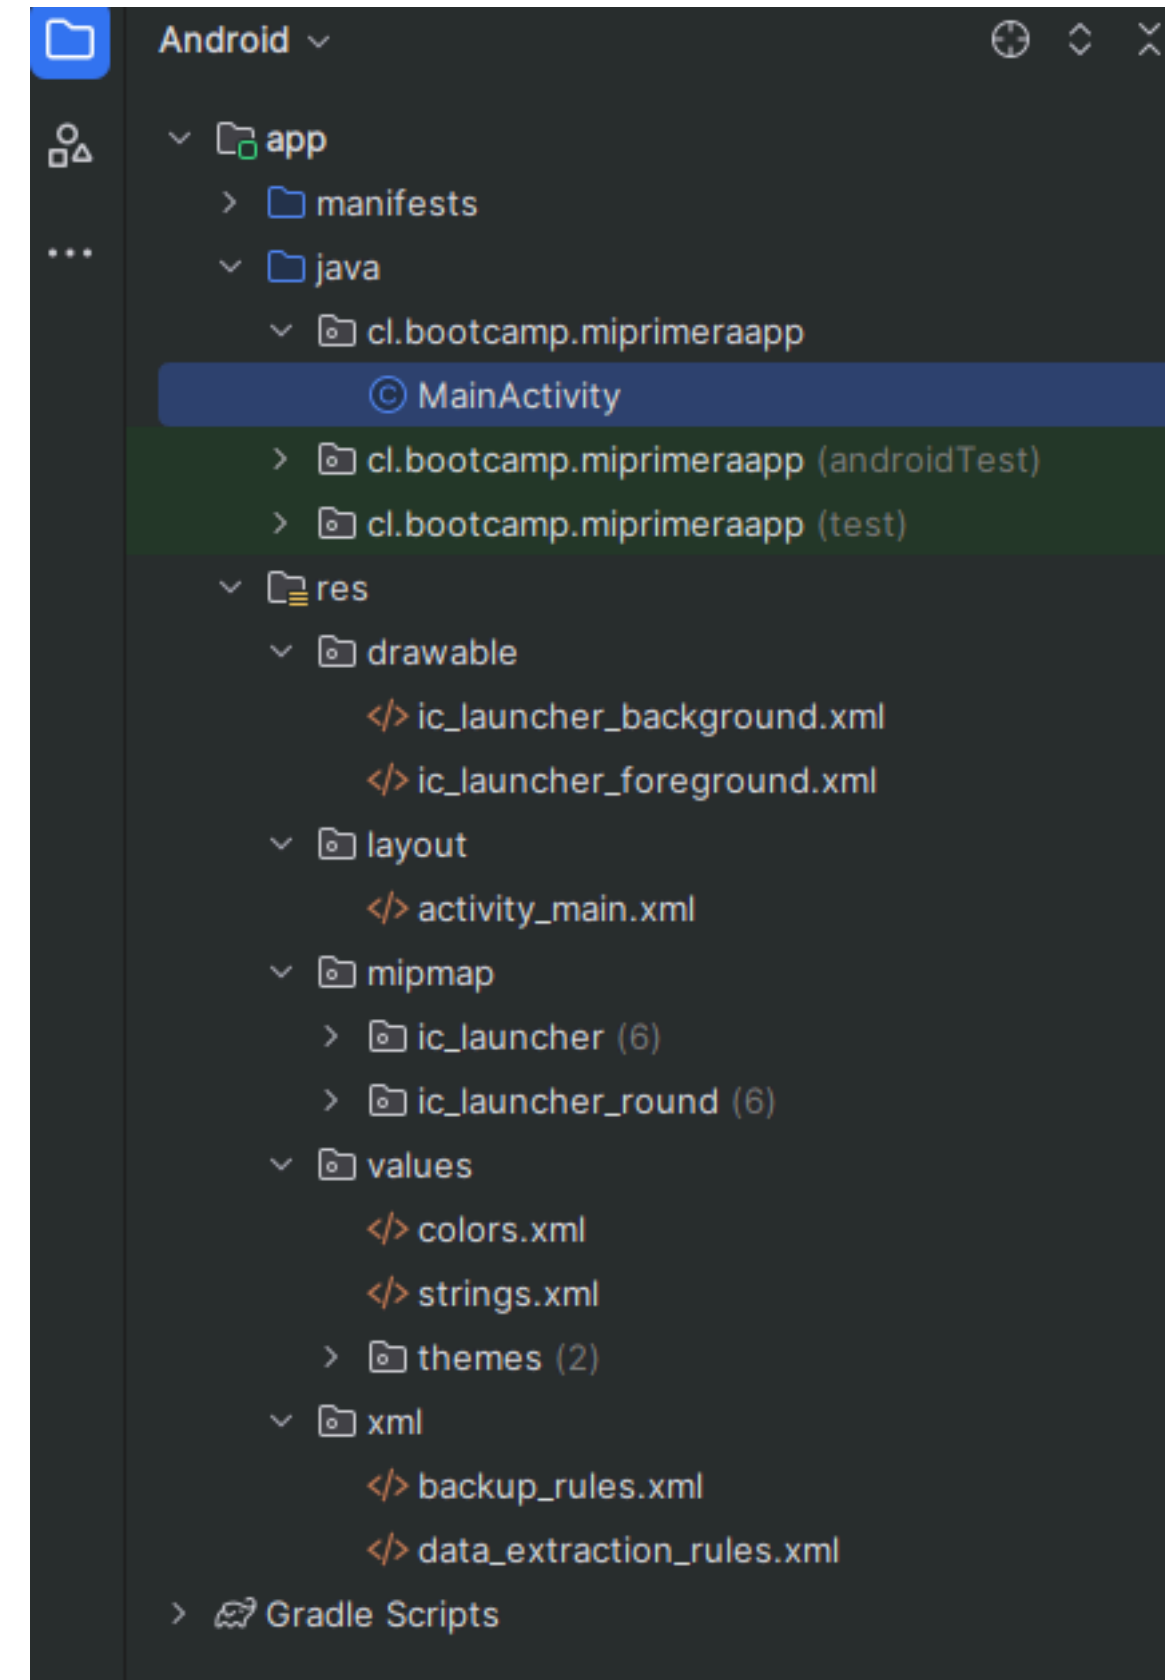 Android
app
manifests
java
cl.bootcamp.miprimeraapp
MainActivity
cl.bootcamp.miprimeraapp (androidTest)
cl.bootcamp.miprimeraapp (test)
res
drawable
ic_launcher_background.xml
ic_launcher_foreground.xml
layout
activity_main.xml
mipmap
ic_launcher (6)
ic_launcher_round (6)
values
colors.xml
strings.xml
themes (2)
xml
backup_rules.xml
data_extraction_rules.xml
Gradle Scripts